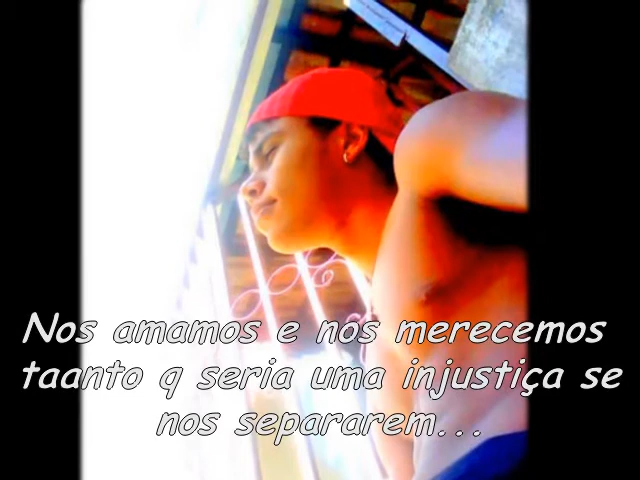 Nos amamos e nos merecemos
taanto q seria uma injustiça se
nos separarem...